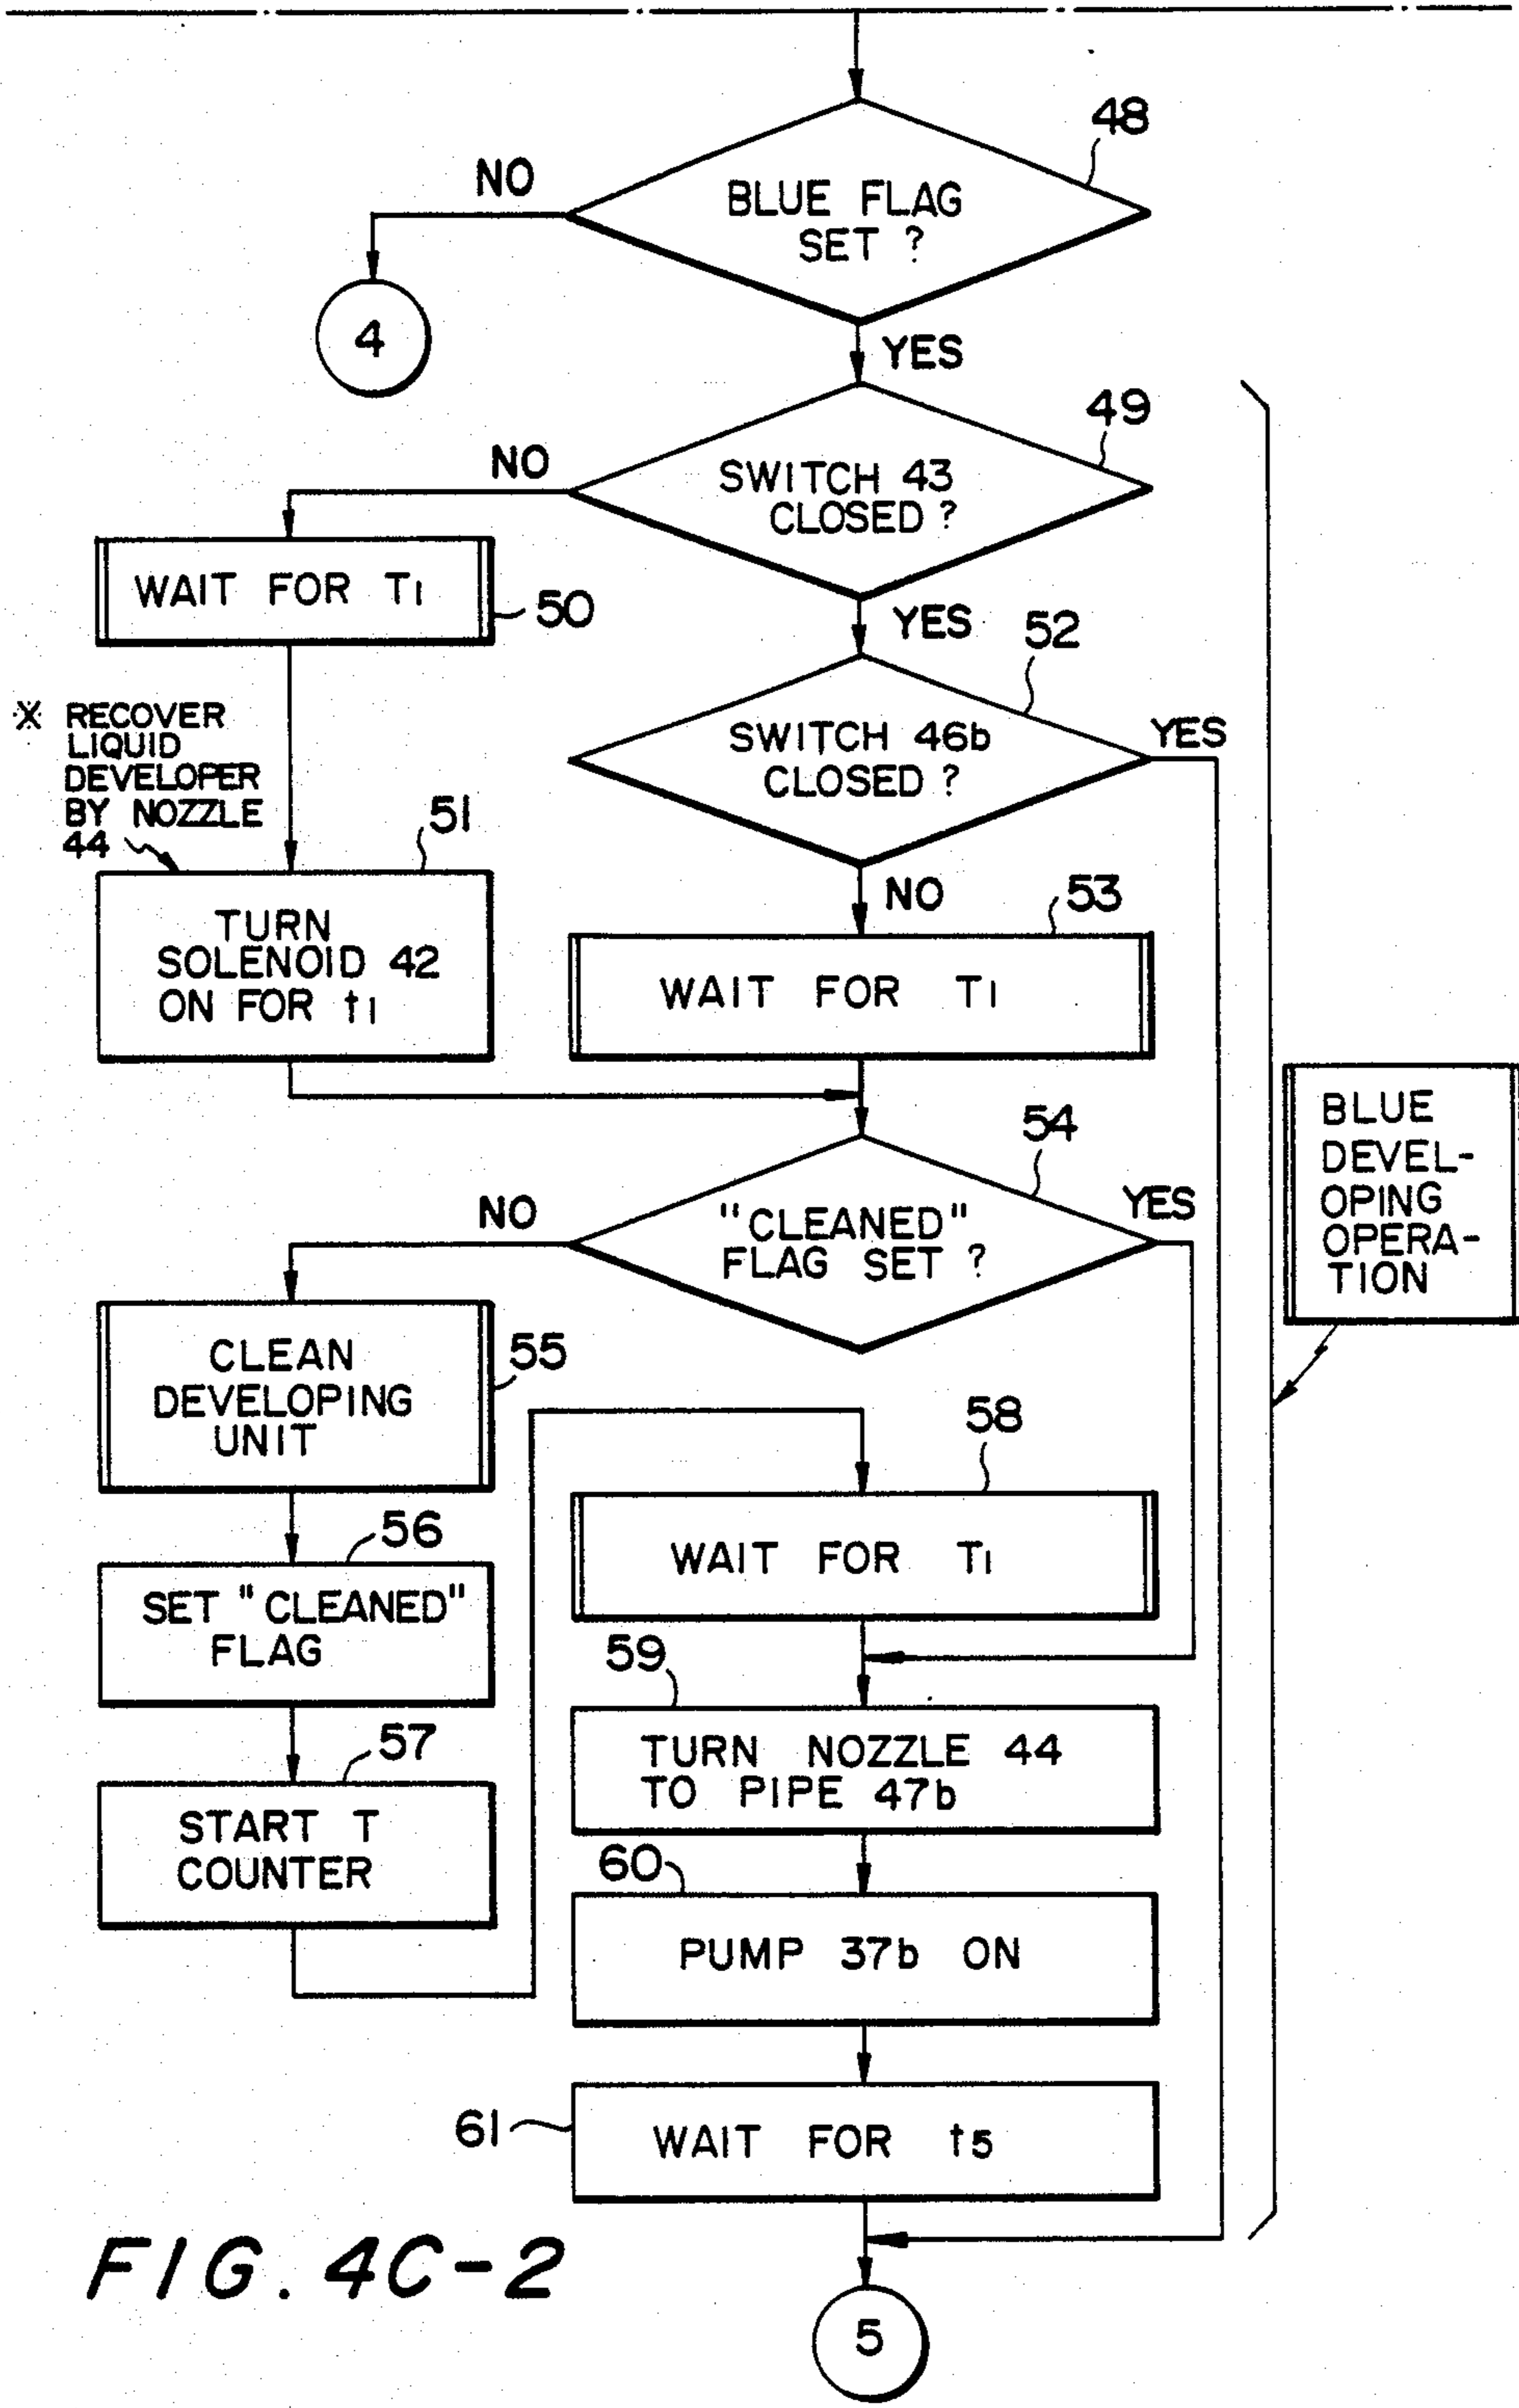 48
NO
BLUE FLAG
SET ?
4
YES
49
NO
SWITCH 43
CLOSED ?
WAIT FOR T1
50
YES
52
※ RECOVER
LIQUID
DEVELOPER
BY NOZZLE
44
SWITCH 46b
CLOSED ?
YES
51
NO
53
TURN
SOLENOID 42
ON FOR t1
WAIT FOR T1
54
BLUE
DEVEL-
OPING
OPERA-
TION
NO
"CLEANED"
FLAG SET ?
YES
CLEAN
DEVELOPING
UNIT
55
58
56
WAIT FOR T1
SET "CLEANED"
FLAG
59
57
TURN NOZZLE 44
TO PIPE 47b
START T
COUNTER
60
PUMP 37b ON
61
WAIT FOR t5
FIG. 4C-2
5